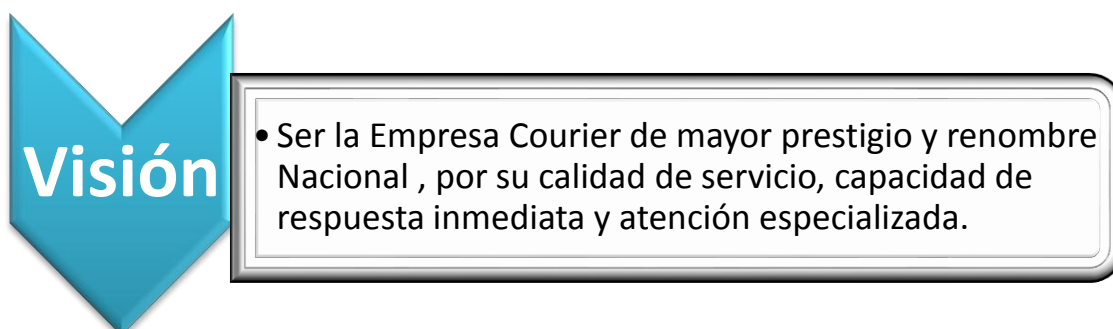 Visión
• Ser la Empresa Courier de mayor prestigio y renombre
Nacional , por su calidad de servicio, capacidad de
respuesta inmediata y atención especializada.